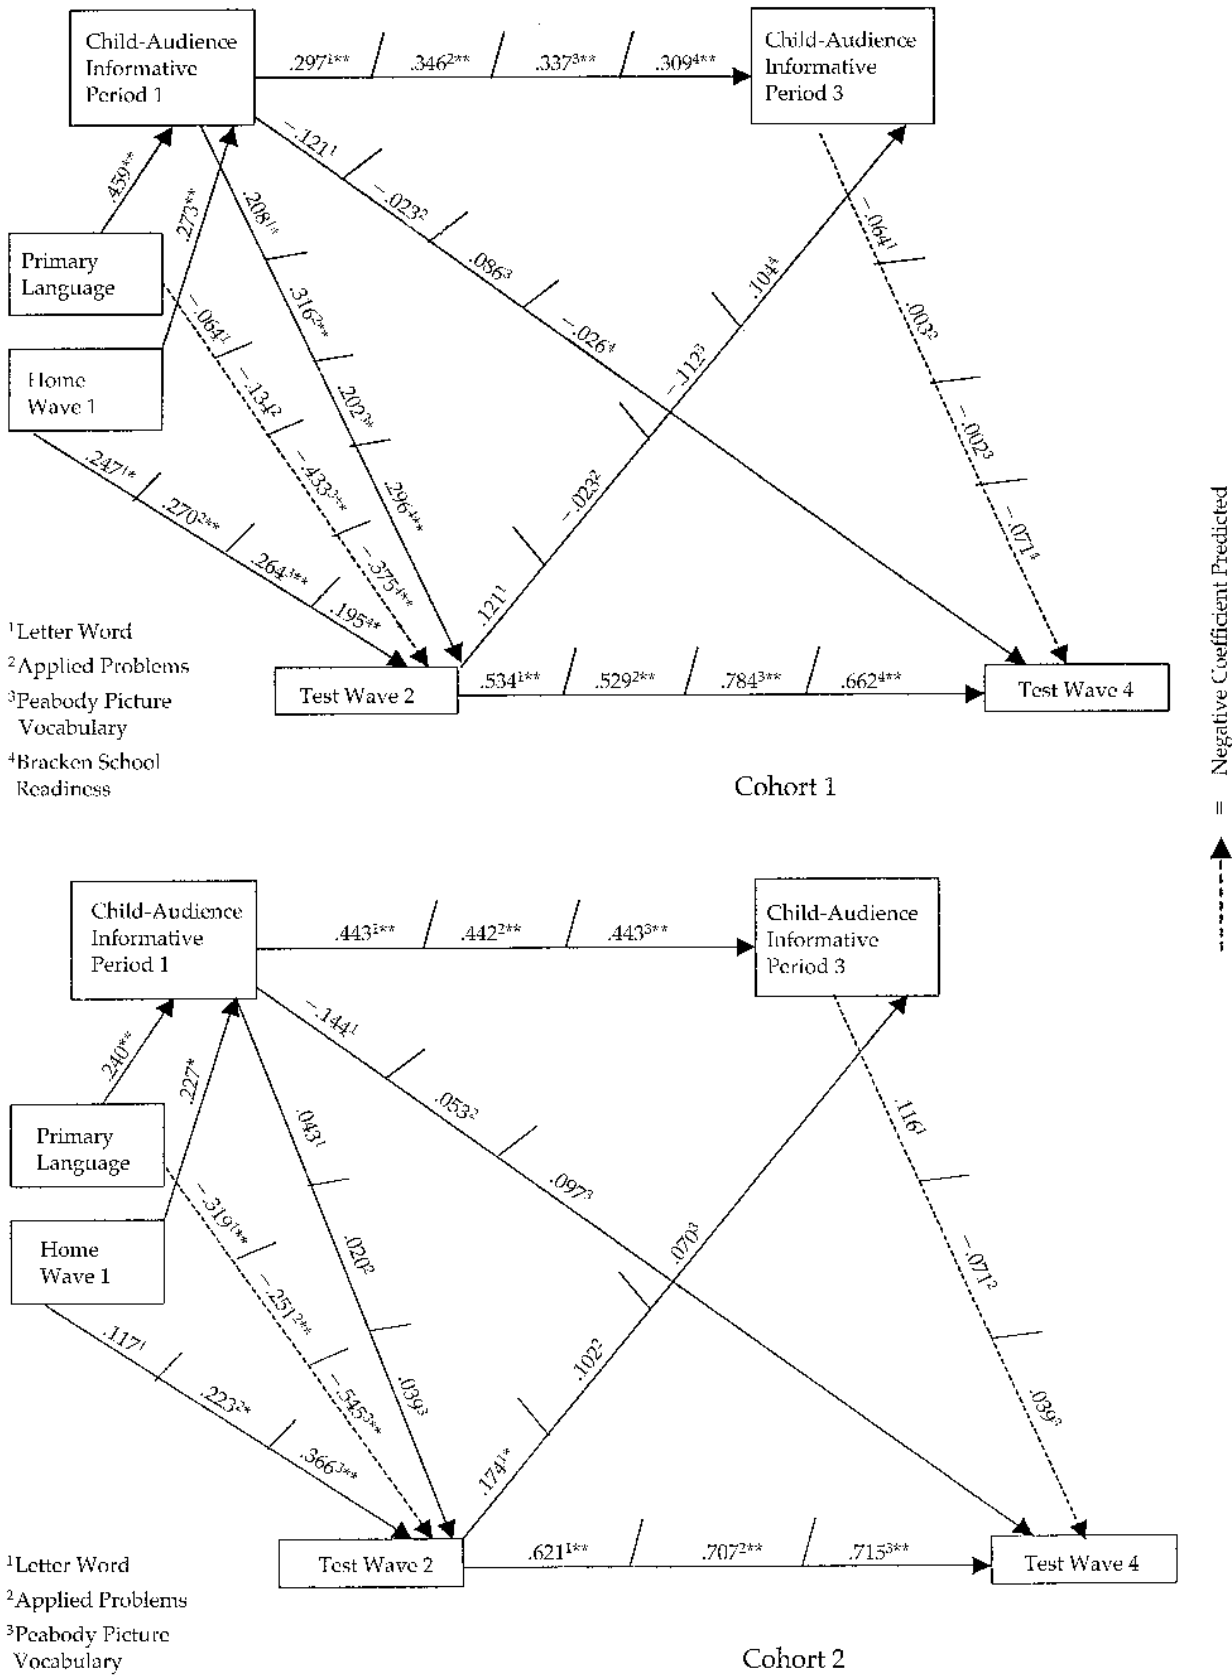 Child-Audience
Informative
Period 1
.297¹**
.346²**
.337³**
.309⁴**
Child-Audience
Informative
Period 3
.459**
.273**
.208¹*
.316²**
.202³*
.296⁴**
−.121¹
−.023²
.086³
−.026⁴
−.064¹
.003²
−.002³
−.071⁴
Primary
Language
−.064¹
−.134²
−.433³**
−.375⁴**
Home
Wave 1
.247¹*
.270²**
.264³**
.195⁴*
.121¹
−.023²
−.112³
.104⁴
Test Wave 2
.534¹**
.529²**
.784³**
.662⁴**
Test Wave 4
¹Letter Word
²Applied Problems
³Peabody Picture
Vocabulary
⁴Bracken School
Readiness
Cohort 1
= Negative Coefficient Predicted
Child-Audience
Informative
Period 1
.443¹**
.442²**
.443³**
Child-Audience
Informative
Period 3
.240**
.227*
.043¹
.020²
.039³
−.144¹
.053²
.097³
.116¹
−.071²
.039³
Primary
Language
−.319¹**
−.251²**
−.545³**
Home
Wave 1
.117¹
.223²*
.366³**
.174¹*
.102²
.070³
Test Wave 2
.621¹**
.707²**
.715³**
Test Wave 4
¹Letter Word
²Applied Problems
³Peabody Picture
Vocabulary
Cohort 2